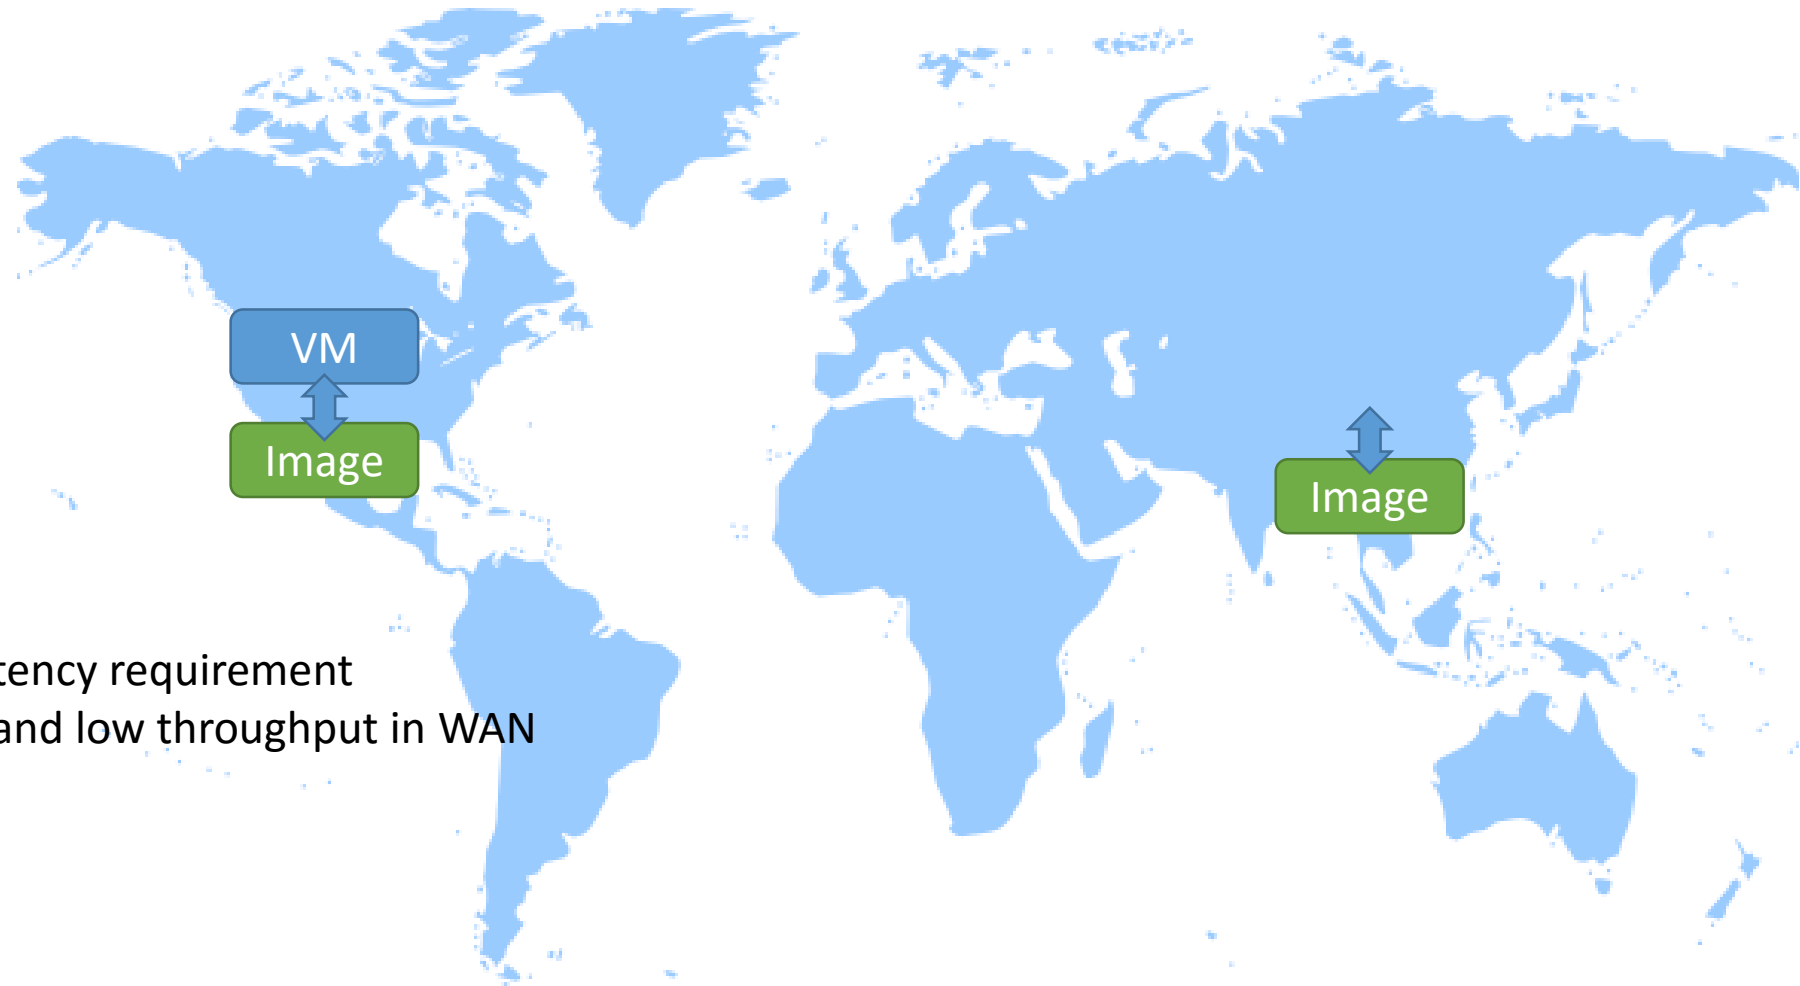 VM
Image
Image
tency requirement
and low throughput in WAN